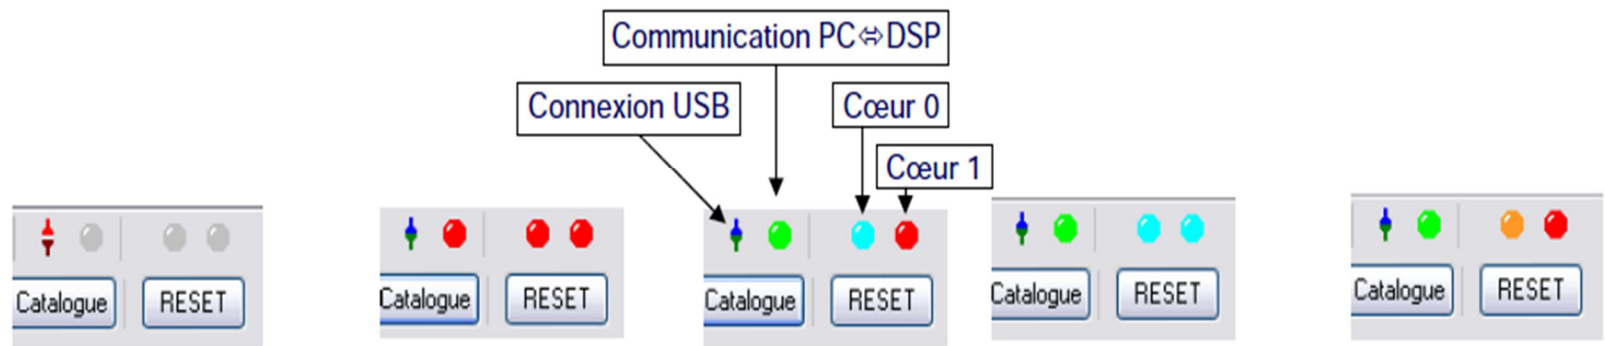 Communication PC⇔DSP
Connexion USB
Cœur 0
Cœur 1
Catalogue RESET
Catalogue RESET
Catalogue RESET
Catalogue RESET
Catalogue RESET